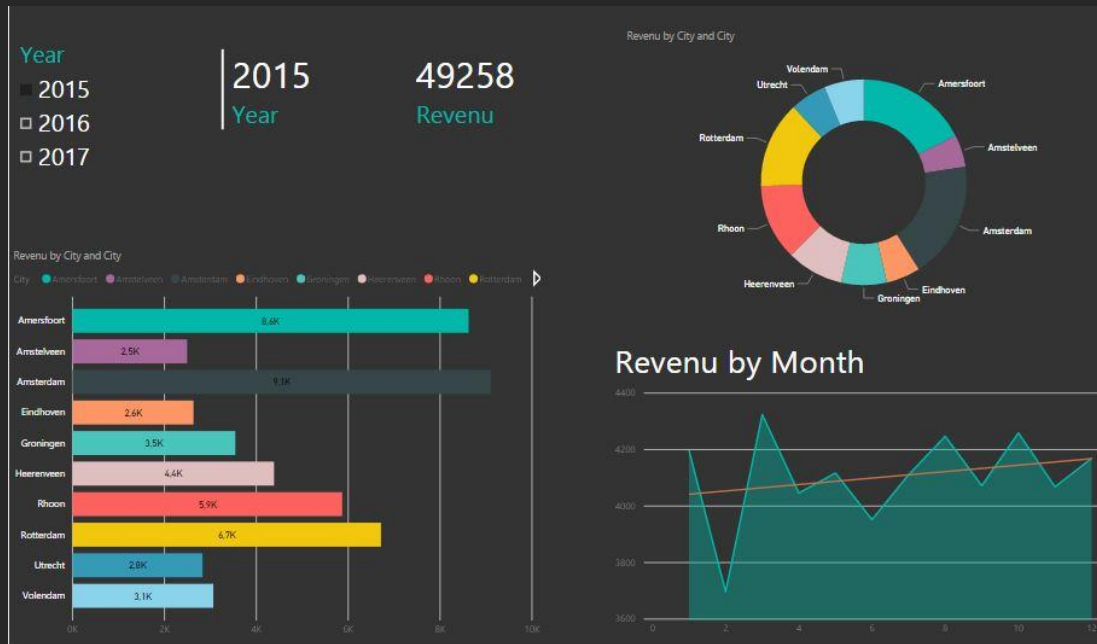 Year
2015
2016
2017
2015
Year
49258
Revenu
Revenu by City and City
Volendam
Utrecht
Rotterdam
Rhoon
Heerenveen
Groningen
Eindhoven
Amsterdam
Amstelveen
Amersfoort
Revenu by City and City
City Amersfoort Amstelveen Amsterdam Eindhoven Groningen Heerenveen Rhoon Rotterdam
Amersfoort 8,6K
Amstelveen 2,5K
Amsterdam 9,1K
Eindhoven 2,6K
Groningen 3,5K
Heerenveen 4,4K
Rhoon 5,9K
Rotterdam 6,7K
Utrecht 2,8K
Volendam 3,1K
0K 2K 4K 6K 8K 10K
Revenu by Month
4400
4200
4000
3800
3600
0 2 4 6 8 10 12